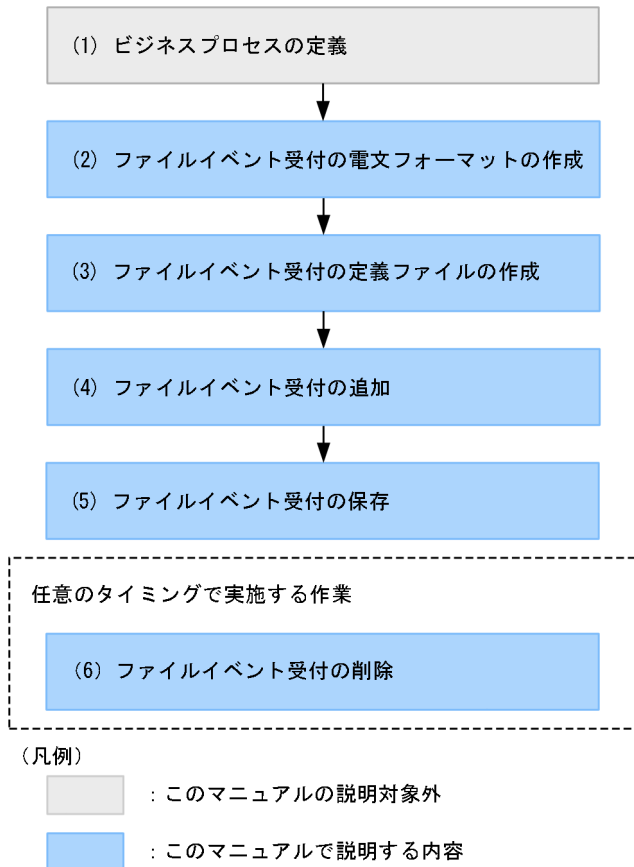 (1) ビジネスプロセスの定義
(2) ファイルイベント受付の電文フォーマットの作成
(3) ファイルイベント受付の定義ファイルの作成
(4) ファイルイベント受付の追加
(5) ファイルイベント受付の保存
任意のタイミングで実施する作業
(6) ファイルイベント受付の削除
(凡例)
：このマニュアルの説明対象外
：このマニュアルで説明する内容